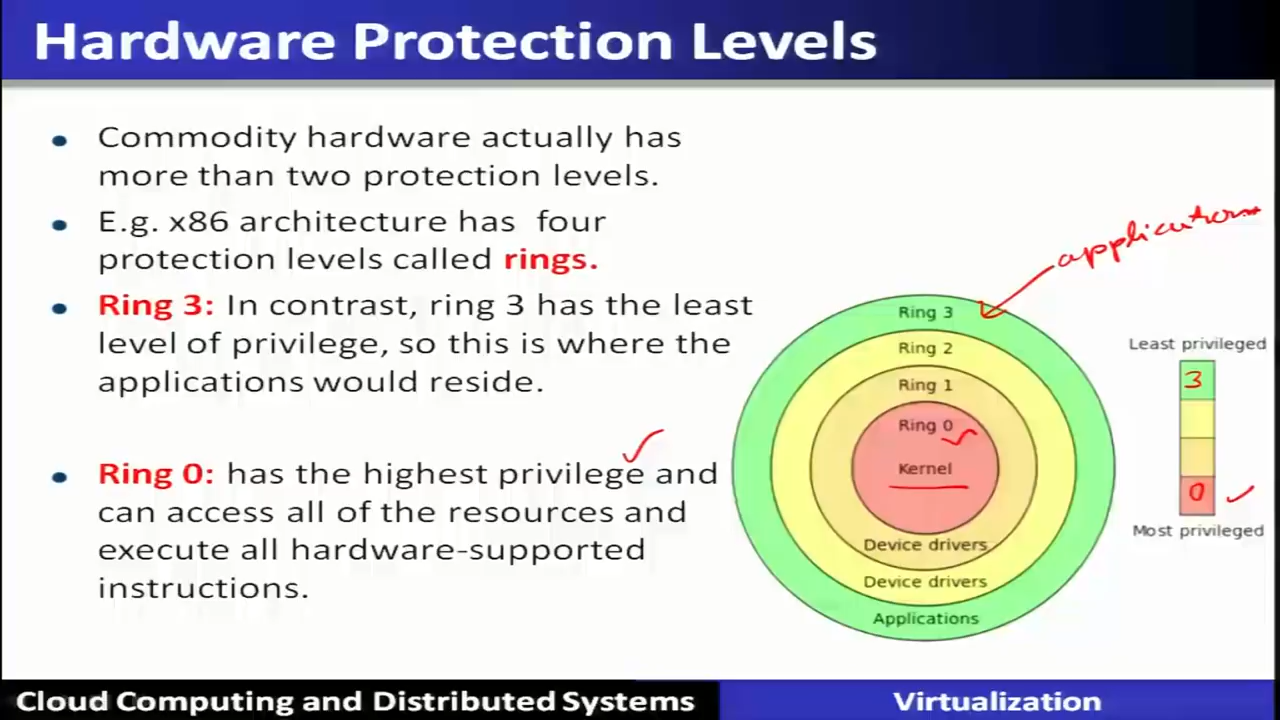 Hardware Protection Levels
Commodity hardware actually has
more than two protection levels.
E.g. x86 architecture has four
protection levels called rings.
Ring 3: In contrast, ring 3 has the least
level of privilege, so this is where the
applications would reside.
Ring 0: has the highest privilege and
can access all of the resources and
execute all hardware-supported
instructions.
application
Ring 3
Ring 2
Ring 1
Ring 0
Kernel
Device drivers
Device drivers
Applications
Least privileged
3
0
Most privileged
Cloud Computing and Distributed Systems
Virtualization